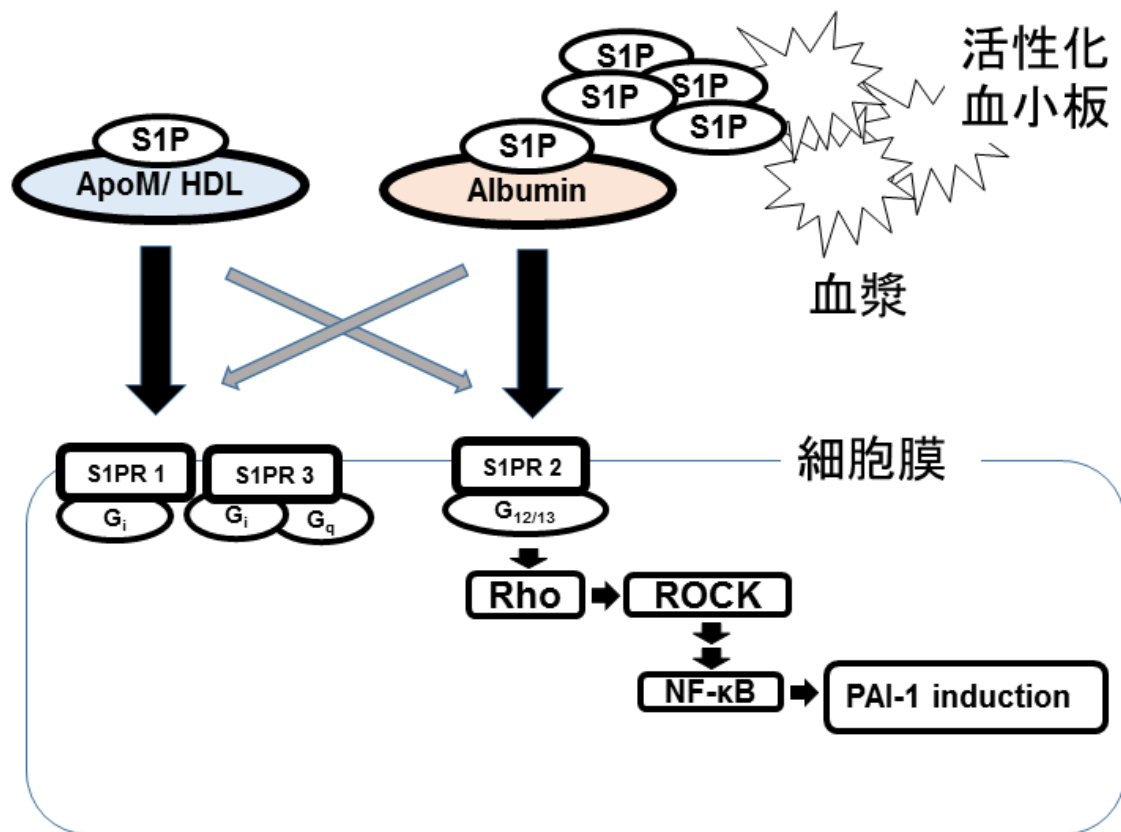 S1P
S1P
S1P
S1P
活性化
血小板
S1P
S1P
ApoM/ HDL
Albumin
血漿
細胞膜
S1PR 1
S1PR 3
S1PR 2
Gi
Gi
Gq
G12/13
Rho
ROCK
NF-κB
PAI-1 induction